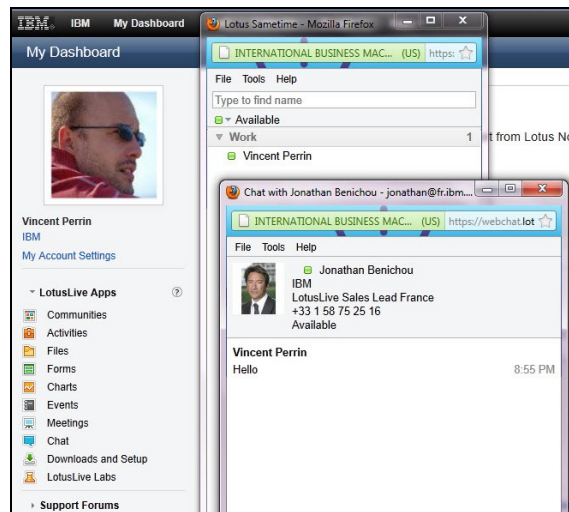 IBM. IBM My Dashboard
My Dashboard
Vincent Perrin
IBM
My Account Settings
LotusLive Apps ?
Communities
Activities
Files
Forms
Charts
Events
Meetings
Chat
Downloads and Setup
LotusLive Labs
Support Forums
Lotus Sametime - Mozilla Firefox
INTERNATIONAL BUSINESS MAC... (US) https:
File Tools Help
Type to find name
Available
Work 1
Vincent Perrin
t from Lotus
Chat with Jonathan Benichou - jonathan@fr.ibm....
INTERNATIONAL BUSINESS MAC... (US) https://webchat.lot
File Tools Help
Jonathan Benichou
IBM
LotusLive Sales Lead France
+33 1 58 75 25 16
Available
Vincent Perrin
Hello 8:55 PM